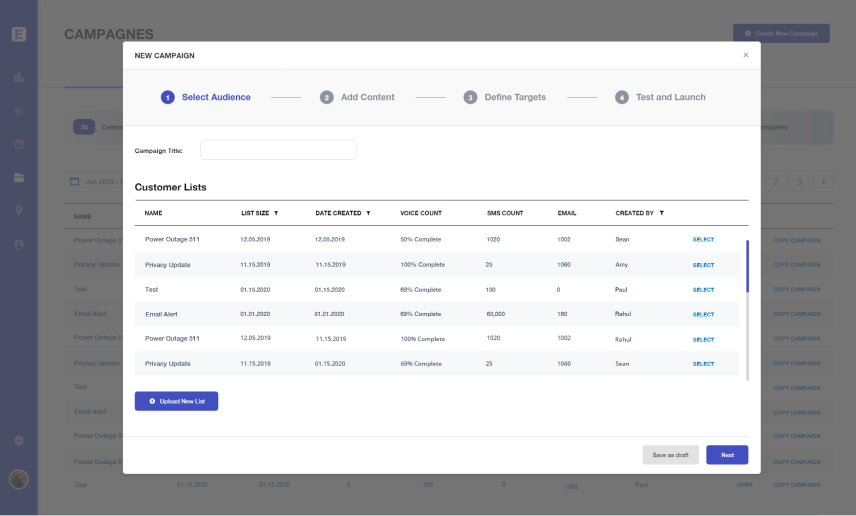 E
CAMPAGNES
Create New Campaign
NEW CAMPAIGN
×
1 Select Audience
2 Add Content
3 Define Targets
4 Test and Launch
35 Campa
mplates
Campaign Title:
Jan 2019 -
2 3
Customer Lists
NAME LIST SIZE DATE CREATED VOICE COUNT SMS COUNT EMAIL CREATED BY
NAME
Power Outage 511 12.05.2019 12.05.2019 50% Complete 1020 1002 Sean SELECT
Power Outage 5 COPY CAMPAIGN
Privacy Update 11.15.2019 11.15.2019 100% Complete 25 1060 Amy SELECT
Privacy Update COPY CAMPAIGN
Test 01.15.2020 01.15.2020 69% Complete 100 0 Paul SELECT
Test COPY CAMPAIGN
Email Alert 01.01.2020 01.01.2020 69% Complete 60,000 160 Rahul SELECT
Email Alert COPY CAMPAIGN
Power Outage 511 12.05.2019 11.15.2019 100% Complete 1020 1002 Rahul SELECT
Power Outage 5 COPY CAMPAIGN
Privacy Update 11.15.2019 01.15.2020 69% Complete 25 1060 Sean SELECT
Privacy Update COPY CAMPAIGN
Test COPY CAMPAIGN
Upload New List
Email Alert COPY CAMPAIGN
Power Outage 5 COPY CAMPAIGN
Save as draft Next
Power Outage 5 COPY CAMPAIGN
Test 01.15.2020 01.15.2020 0 100 0 1002 Paul OPEN COPY CAMPAIGN